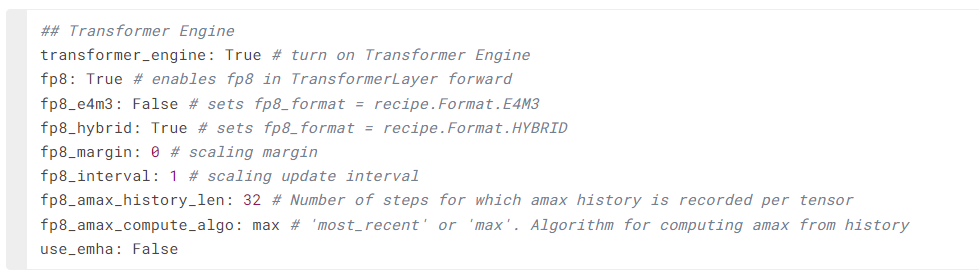 ## Transformer Engine
transformer_engine: True # turn on Transformer Engine
fp8: True # enables fp8 in TransformerLayer forward
fp8_e4m3: False # sets fp8_format = recipe.Format.E4M3
fp8_hybrid: True # sets fp8_format = recipe.Format.HYBRID
fp8_margin: 0 # scaling margin
fp8_interval: 1 # scaling update interval
fp8_amax_history_len: 32 # Number of steps for which amax history is recorded per tensor
fp8_amax_compute_algo: max # 'most_recent' or 'max'. Algorithm for computing amax from history
use_emha: False